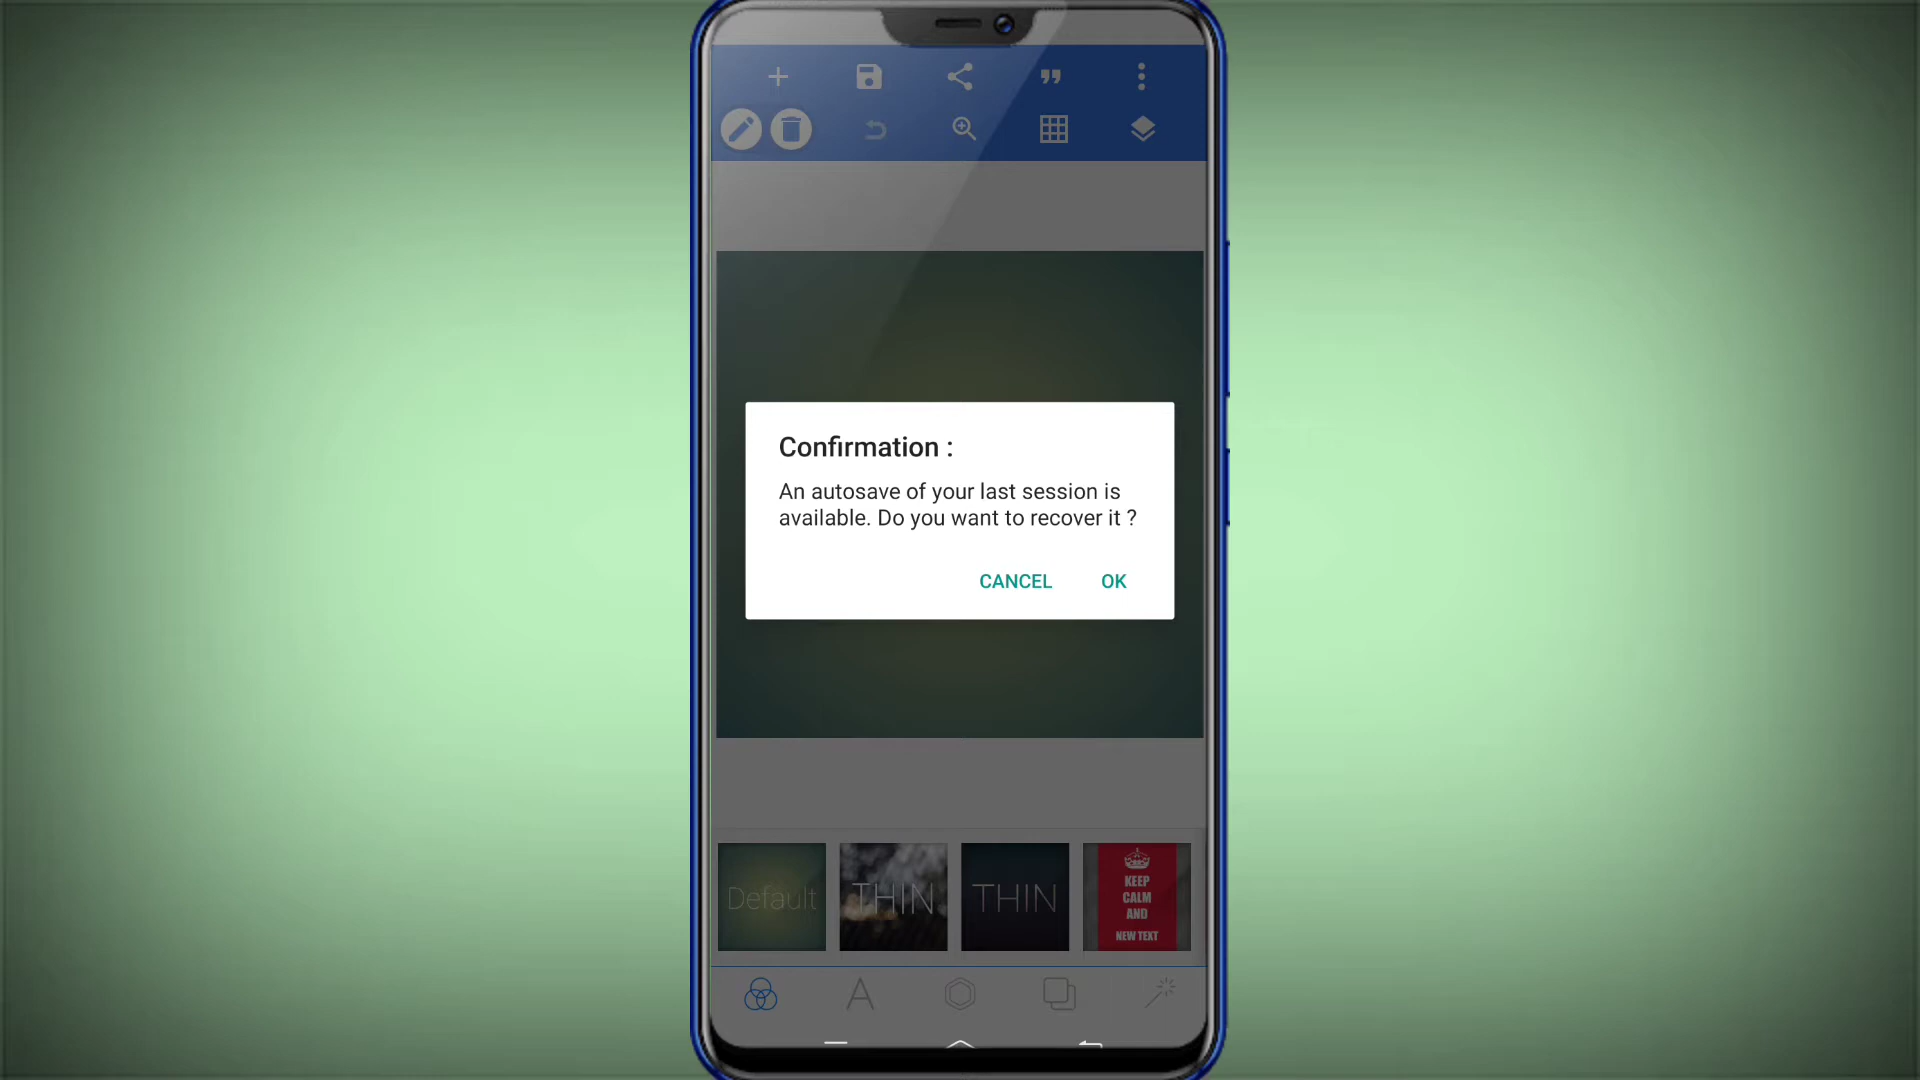 Confirmation :
An autosave of your last session is
available. Do you want to recover it ?
CANCEL OK
Default
THIN
THIN
KEEP
CALM
AND
NEW TEXT